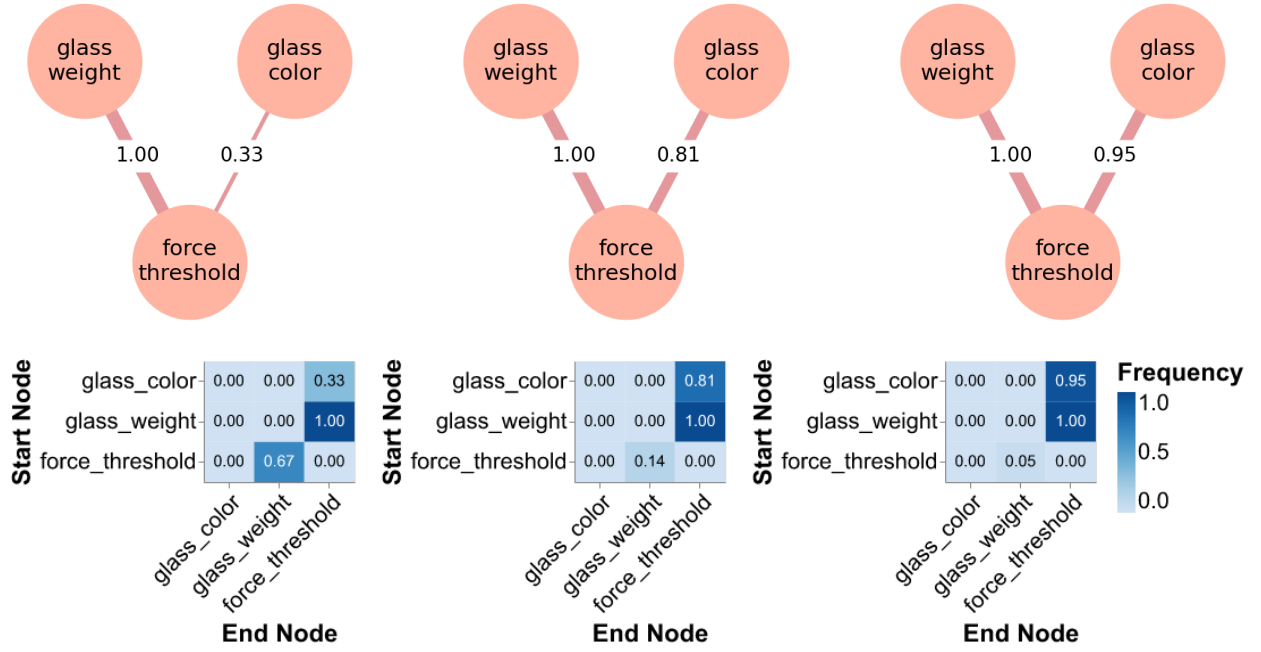 glass
weight
glass
color
1.00
0.33
force
threshold
glass
weight
glass
color
1.00
0.81
force
threshold
glass
weight
glass
color
1.00
0.95
force
threshold
Start Node
glass_color
0.00 0.00 0.33
glass_weight
0.00 0.00 1.00
force_threshold
0.00 0.67 0.00
glass_color
glass_weight
force_threshold
End Node
Start Node
glass_color
0.00 0.00 0.81
glass_weight
0.00 0.00 1.00
force_threshold
0.00 0.14 0.00
glass_color
glass_weight
force_threshold
End Node
Start Node
glass_color
0.00 0.00 0.95
glass_weight
0.00 0.00 1.00
force_threshold
0.00 0.05 0.00
glass_color
glass_weight
force_threshold
End Node
Frequency
1.0
0.5
0.0